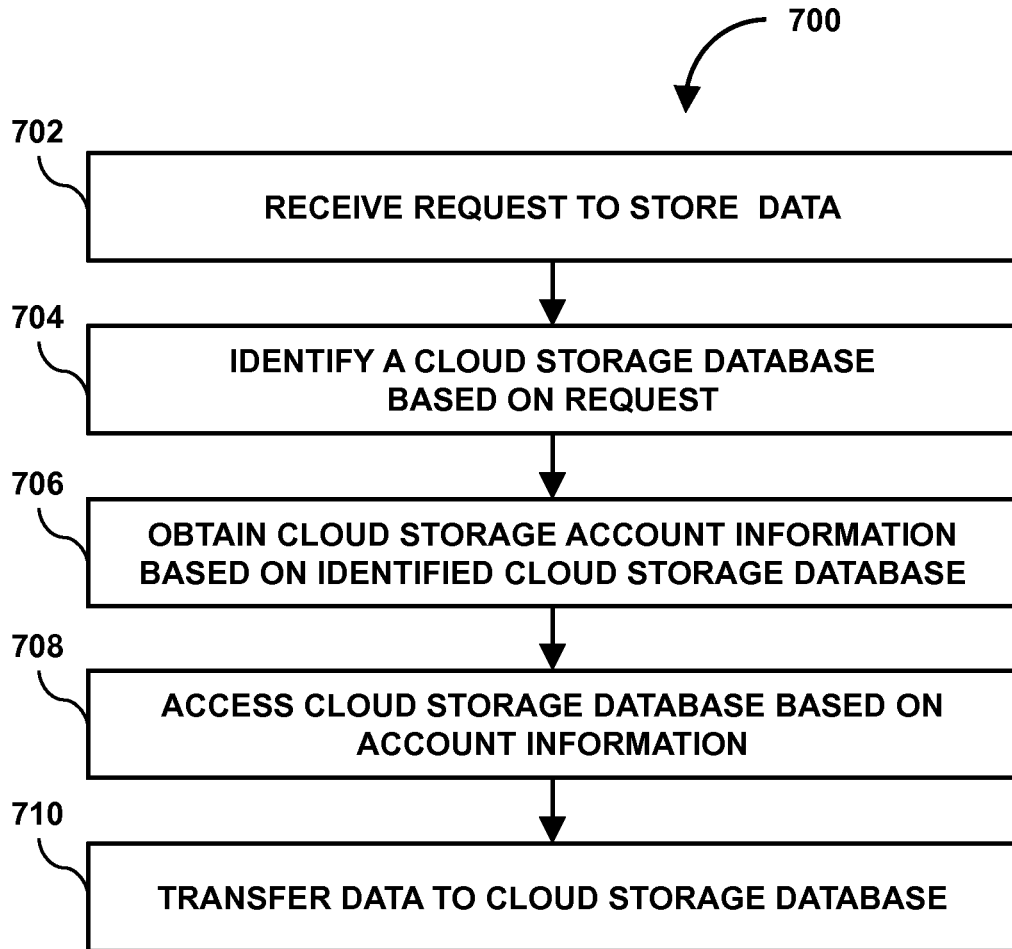 700
702
RECEIVE REQUEST TO STORE DATA
704
IDENTIFY A CLOUD STORAGE DATABASE
BASED ON REQUEST
706
OBTAIN CLOUD STORAGE ACCOUNT INFORMATION
BASED ON IDENTIFIED CLOUD STORAGE DATABASE
708
ACCESS CLOUD STORAGE DATABASE BASED ON
ACCOUNT INFORMATION
710
TRANSFER DATA TO CLOUD STORAGE DATABASE